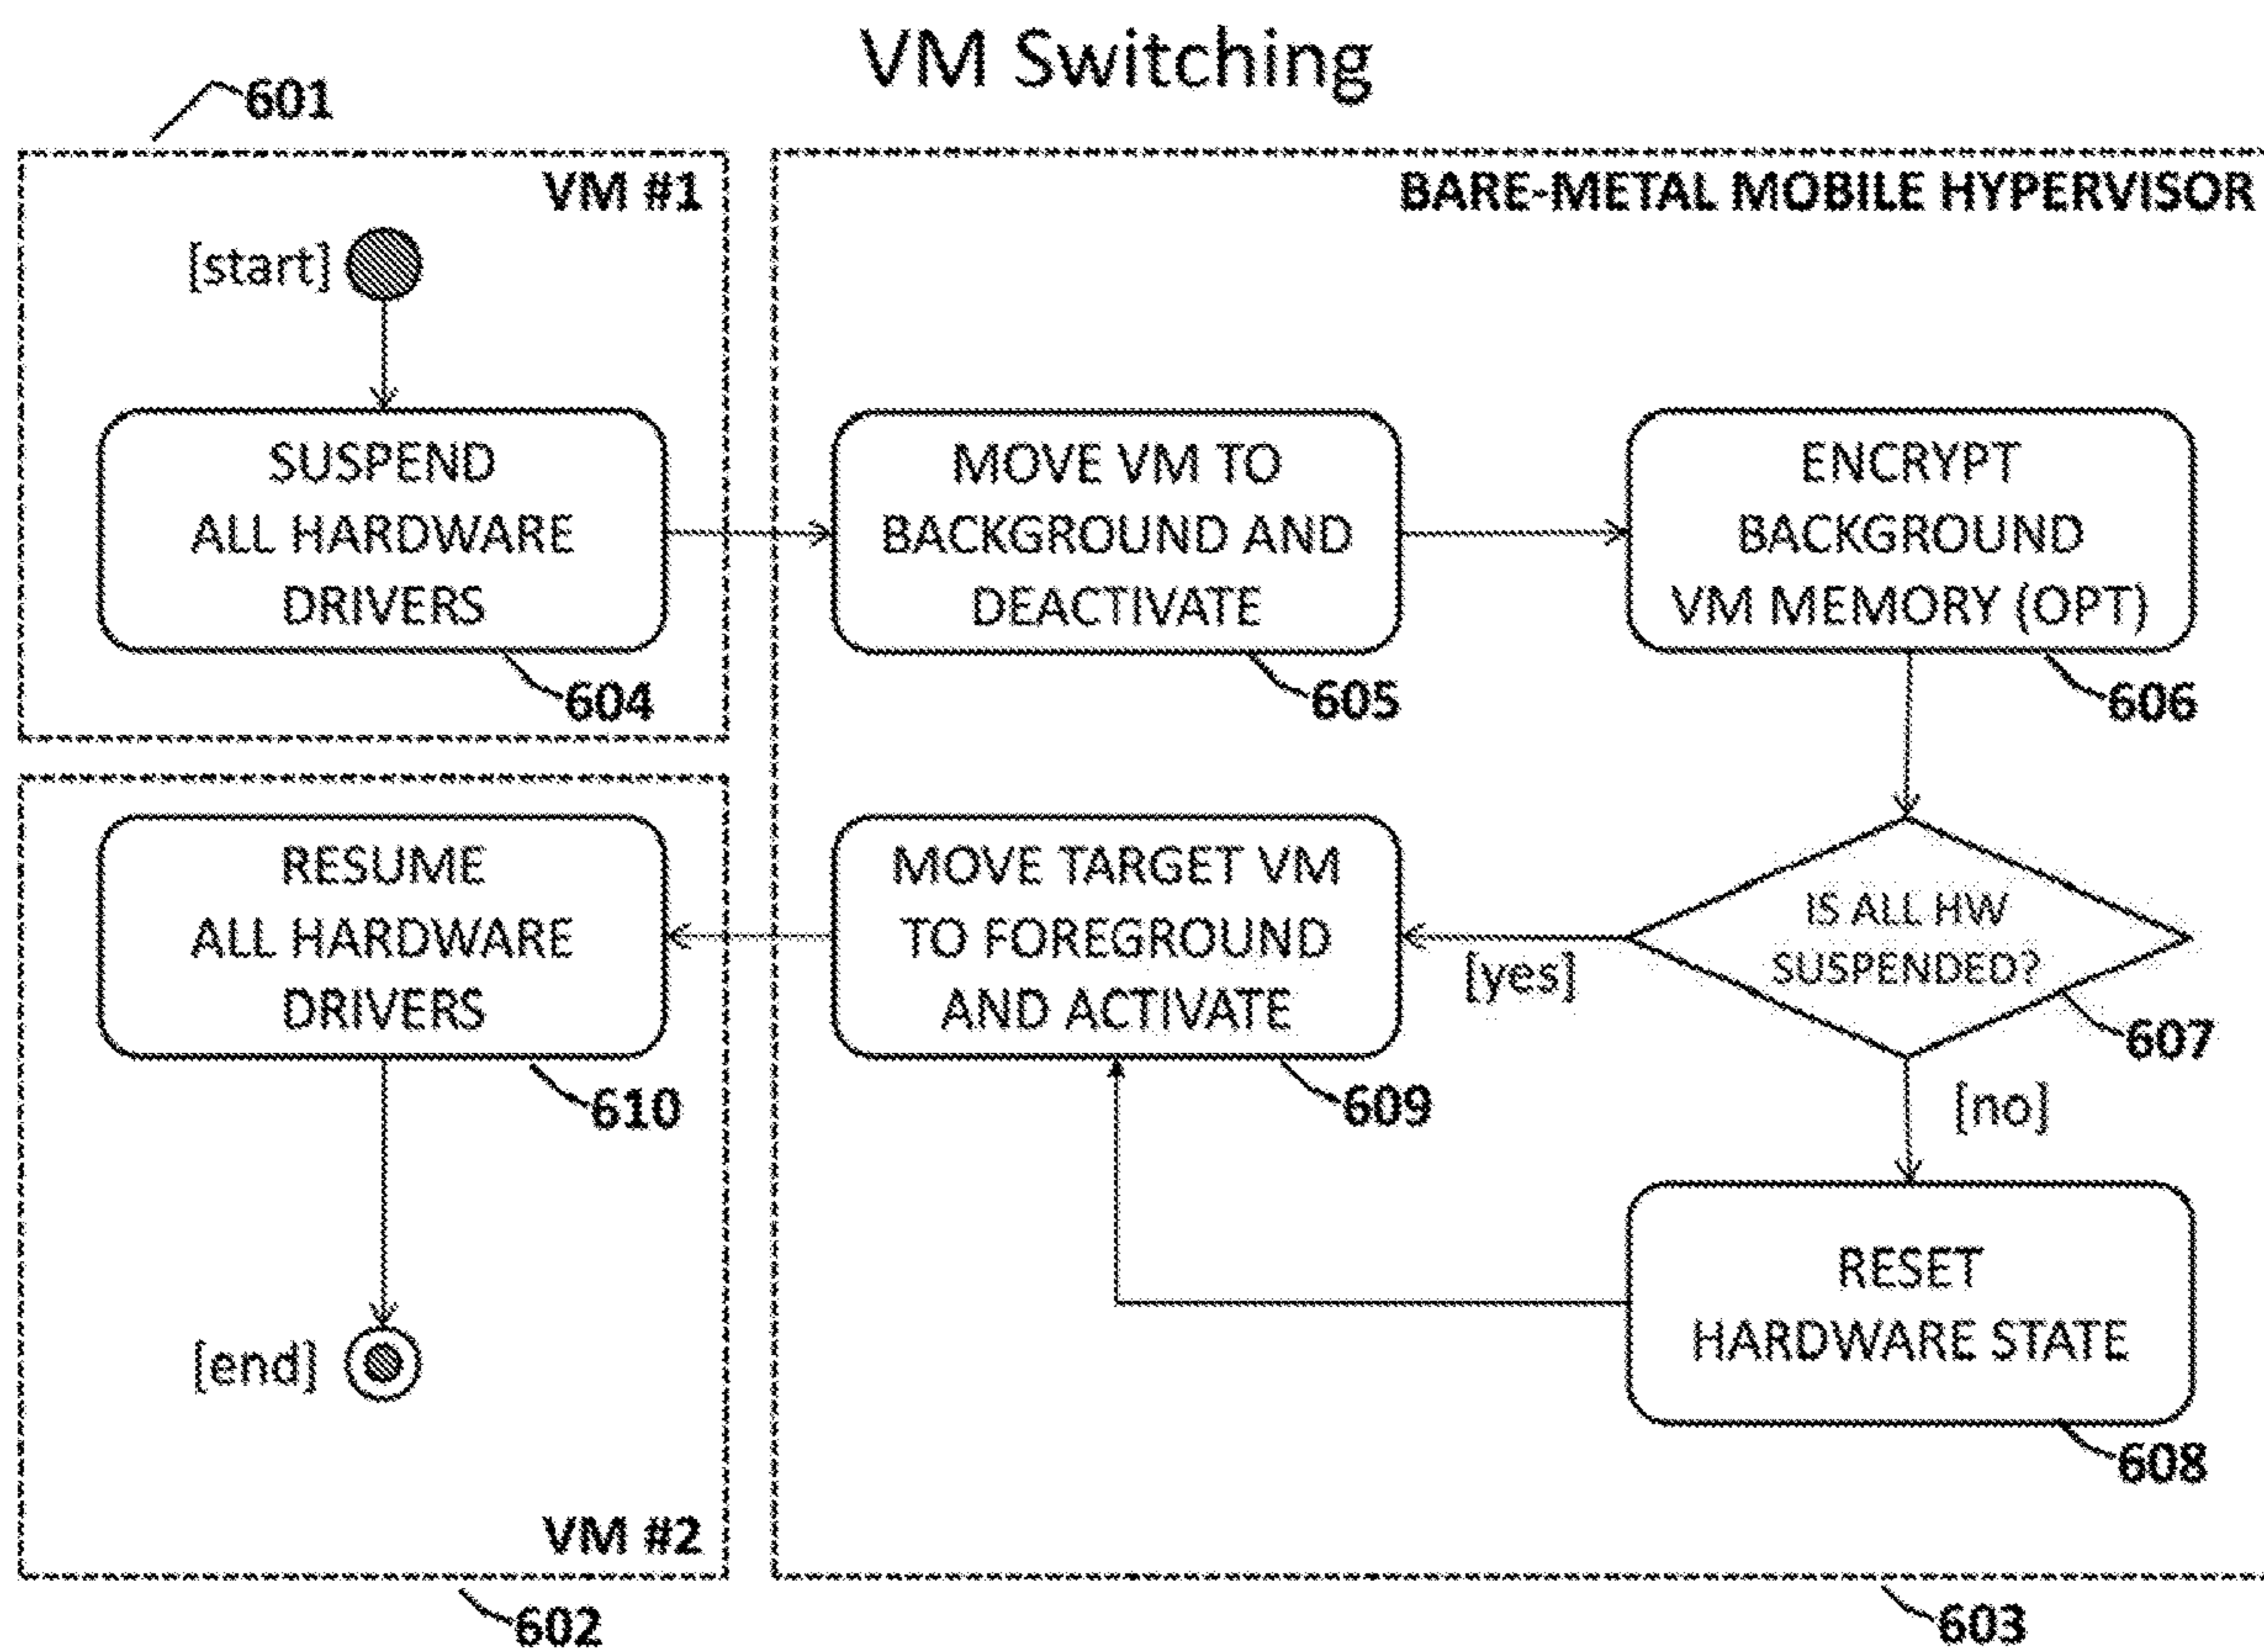 VM Switching
601
VM #1
BARE-METAL MOBILE HYPERVISOR
[start]
SUSPEND
ALL HARDWARE
DRIVERS
604
MOVE VM TO
BACKGROUND AND
DEACTIVATE
605
ENCRYPT
BACKGROUND
VM MEMORY (OPT)
606
IS ALL HW
SUSPENDED?
607
[yes]
[no]
RESET
HARDWARE STATE
608
MOVE TARGET VM
TO FOREGROUND
AND ACTIVATE
609
RESUME
ALL HARDWARE
DRIVERS
610
[end]
VM #2
602
603